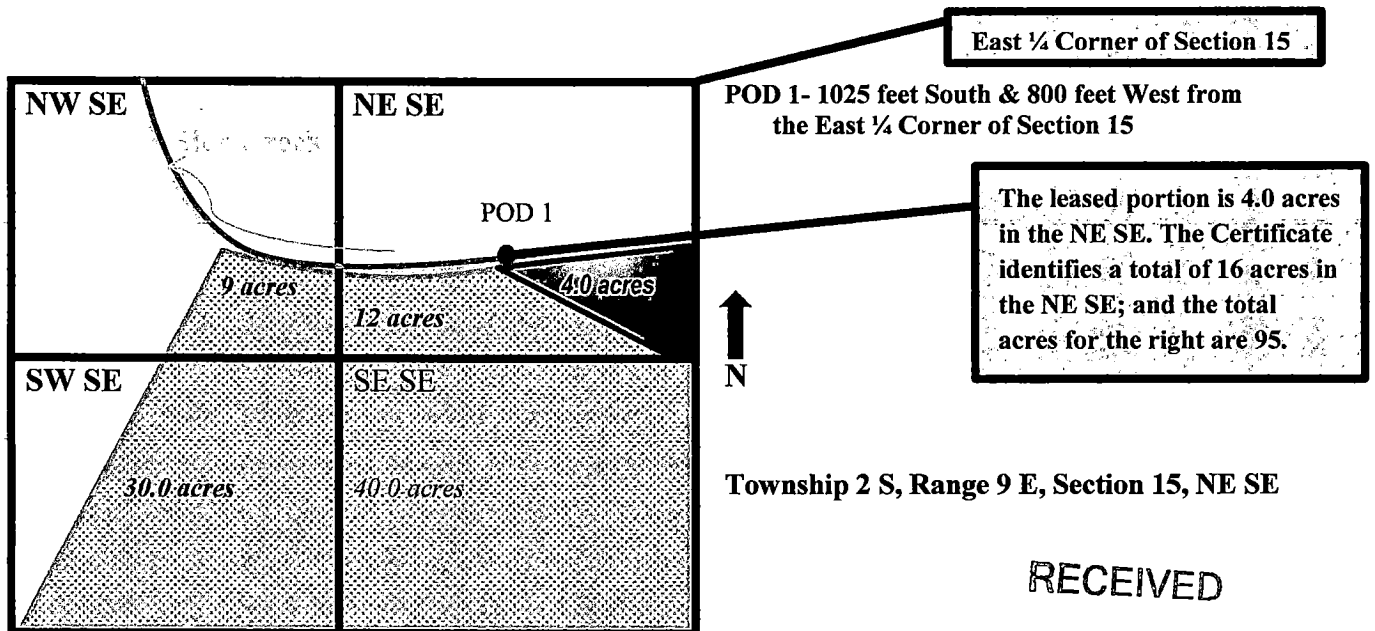 East ¼ Corner of Section 15
NW SE
NE SE
POD 1- 1025 feet South & 800 feet West from
the East ¼ Corner of Section 15
POD 1
The leased portion is 4.0 acres
in the NE SE. The Certificate
identifies a total of 16 acres in
the NE SE; and the total
acres for the right are 95.
9 acres
4.0 acres
12 acres
SW SE
SE SE
N
30.0 acres
40.0 acres
Township 2 S, Range 9 E, Section 15, NE SE
RECEIVED